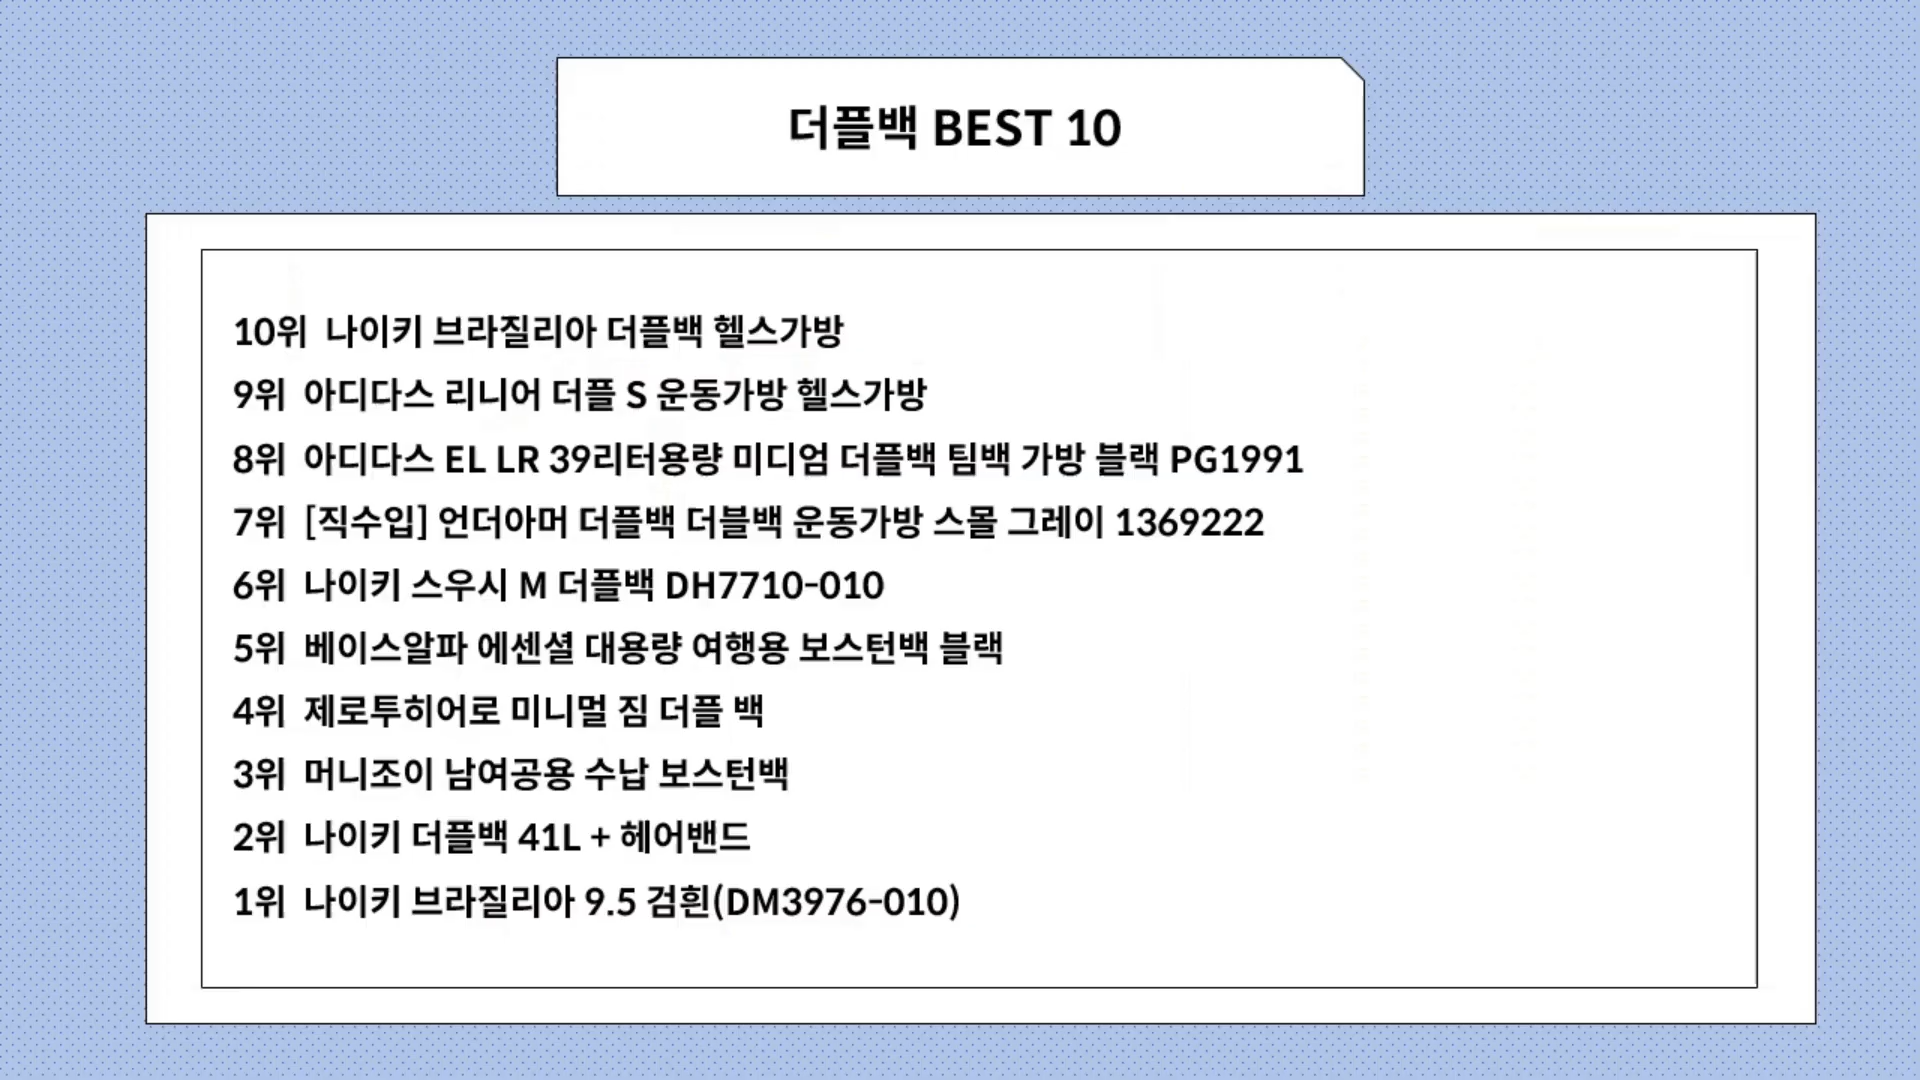 더플백 BEST 10
10위 나이키 브라질리아 더플백 헬스가방
9위 아디다스 리니어 더플 S 운동가방 헬스가방
8위 아디다스 EL LR 39리터용량 미디엄 더플백 팀백 가방 블랙 PG1991
7위 [직수입] 언더아머 더플백 더블백 운동가방 스몰 그레이 1369222
6위 나이키 스우시 M 더플백 DH7710-010
5위 베이스알파 에센셜 대용량 여행용 보스턴백 블랙
4위 제로투히어로 미니멀 짐 더플 백
3위 머니조이 남여공용 수납 보스턴백
2위 나이키 더플백 41L + 헤어밴드
1위 나이키 브라질리아 9.5 검흰(DM3976-010)